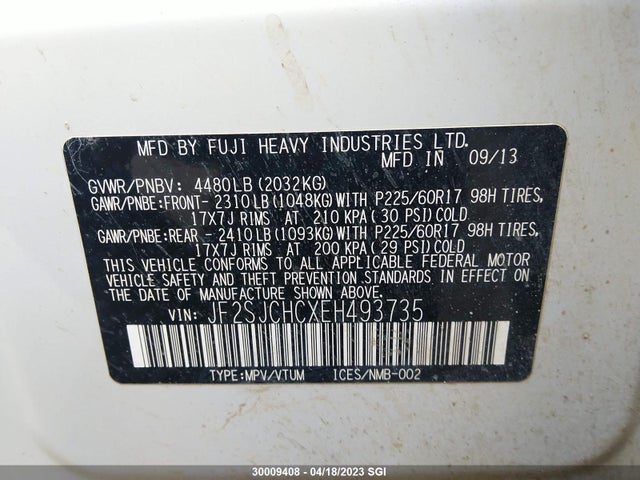 MFD BY FUJI HEAVY INDUSTRIES LTD.
MFD IN 09/13
GVWR/PNBV: 4480LB(2032KG)
GAWR/PNBE:FRONT- 2310LB(1048KG)WITH P225/60R17 98H TIRES,
17X7J RIMS AT 210 KPA( 30 PSI)COLD
GAWR/PNBE:REAR - 2410LB(1093KG)WITH P225/60R17 98H TIRES,
17X7J RIMS AT 200 KPA( 29 PSI)COLD
THIS VEHICLE CONFORMS TO ALL APPLICABLE FEDERAL MOTOR
VEHICLE SAFETY AND THEFT PREVENTION STANDARDS IN EFFECT
ON THE DATE OF MANUFACTURE SHOWN ABOVE.
VIN: JF2SJCHCXEH493735
TYPE:MPV/VTUM ICES/NMB-002
30009408 - 04/18/2023 SGI